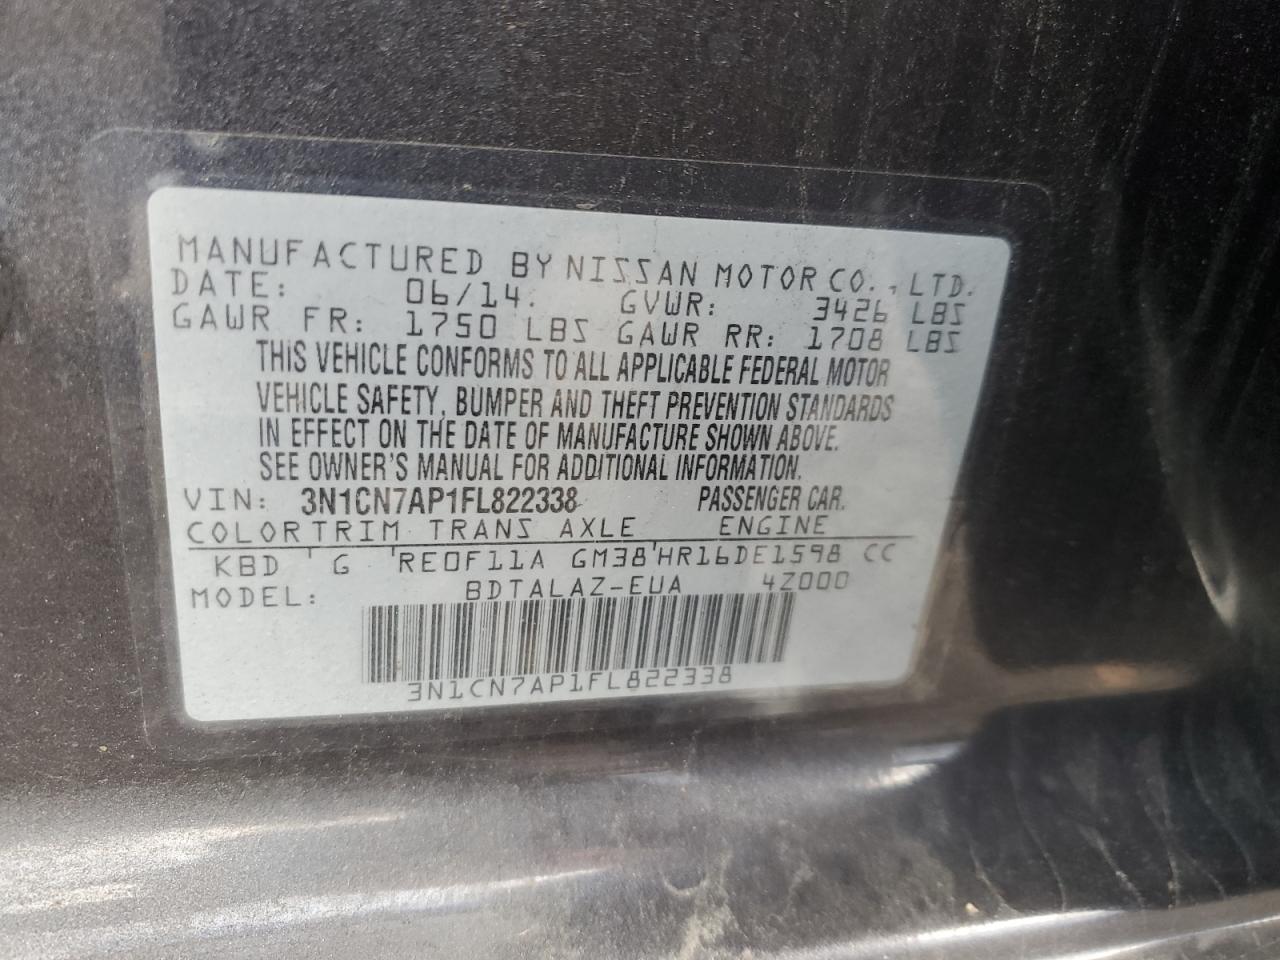 MANUFACTURED BY NISSAN MOTOR CO., LTD.
DATE: 06/14. GVWR: 3426 LBS
GAWR FR: 1750 LBS GAWR RR: 1708 LBS
THIS VEHICLE CONFORMS TO ALL APPLICABLE FEDERAL MOTOR
VEHICLE SAFETY, BUMPER AND THEFT PREVENTION STANDARDS
IN EFFECT ON THE DATE OF MANUFACTURE SHOWN ABOVE.
SEE OWNER'S MANUAL FOR ADDITIONAL INFORMATION.
VIN: 3N1CN7AP1FL822338 PASSENGER CAR.
COLOR TRIM TRANS AXLE ENGINE
KBD ' G 'RE0F11A GM38'HR16DE1598 CC
MODEL: BDTALAZ-EUA 4Z000
3N1CN7AP1FL822338